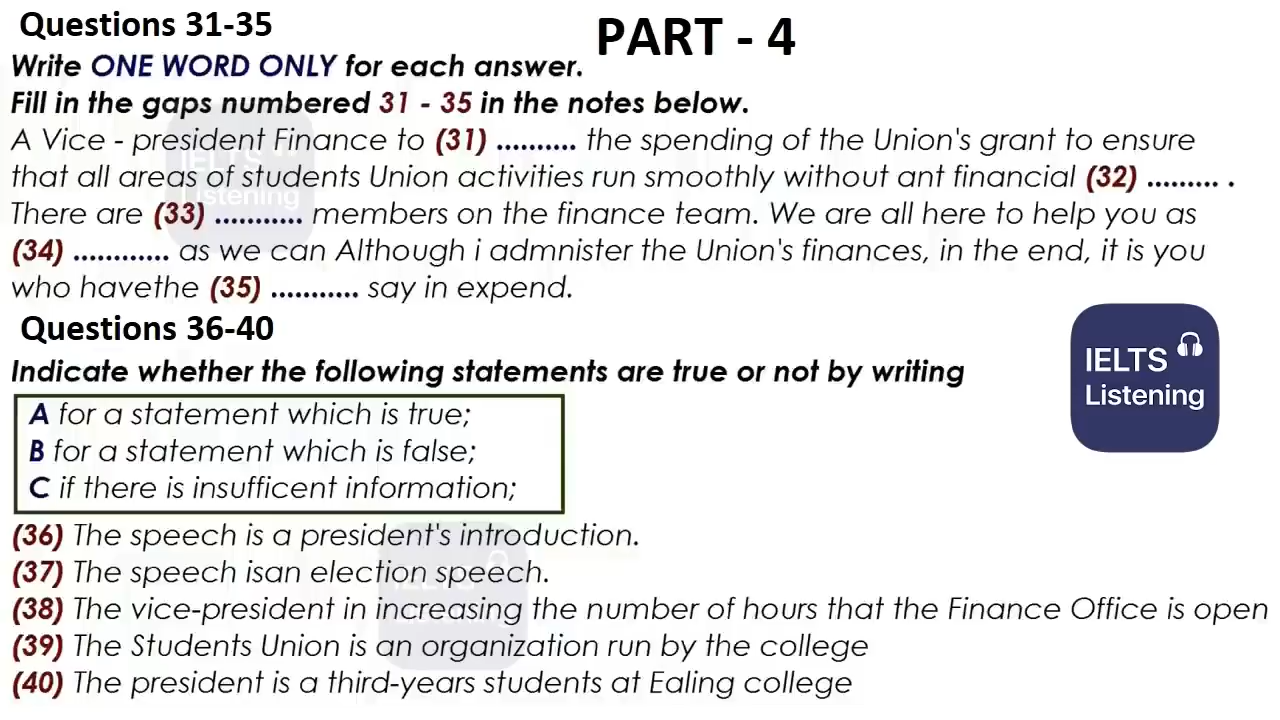 Questions 31-35
PART - 4
Write ONE WORD ONLY for each answer.
Fill in the gaps numbered 31 - 35 in the notes below.
A Vice - president Finance to (31) .......... the spending of the Union's grant to ensure
that all areas of students Union activities run smoothly without ant financial (32) ......... .
There are (33) ........... members on the finance team. We are all here to help you as
(34) ............ as we can Although i admnister the Union's finances, in the end, it is you
who havethe (35) ........... say in expend.
Questions 36-40
Indicate whether the following statements are true or not by writing
IELTS
Listening
A for a statement which is true;
B for a statement which is false;
C if there is insufficent information;
(36) The speech is a president's introduction.
(37) The speech isan election speech.
(38) The vice-president in increasing the number of hours that the Finance Office is open
(39) The Students Union is an organization run by the college
(40) The president is a third-years students at Ealing college